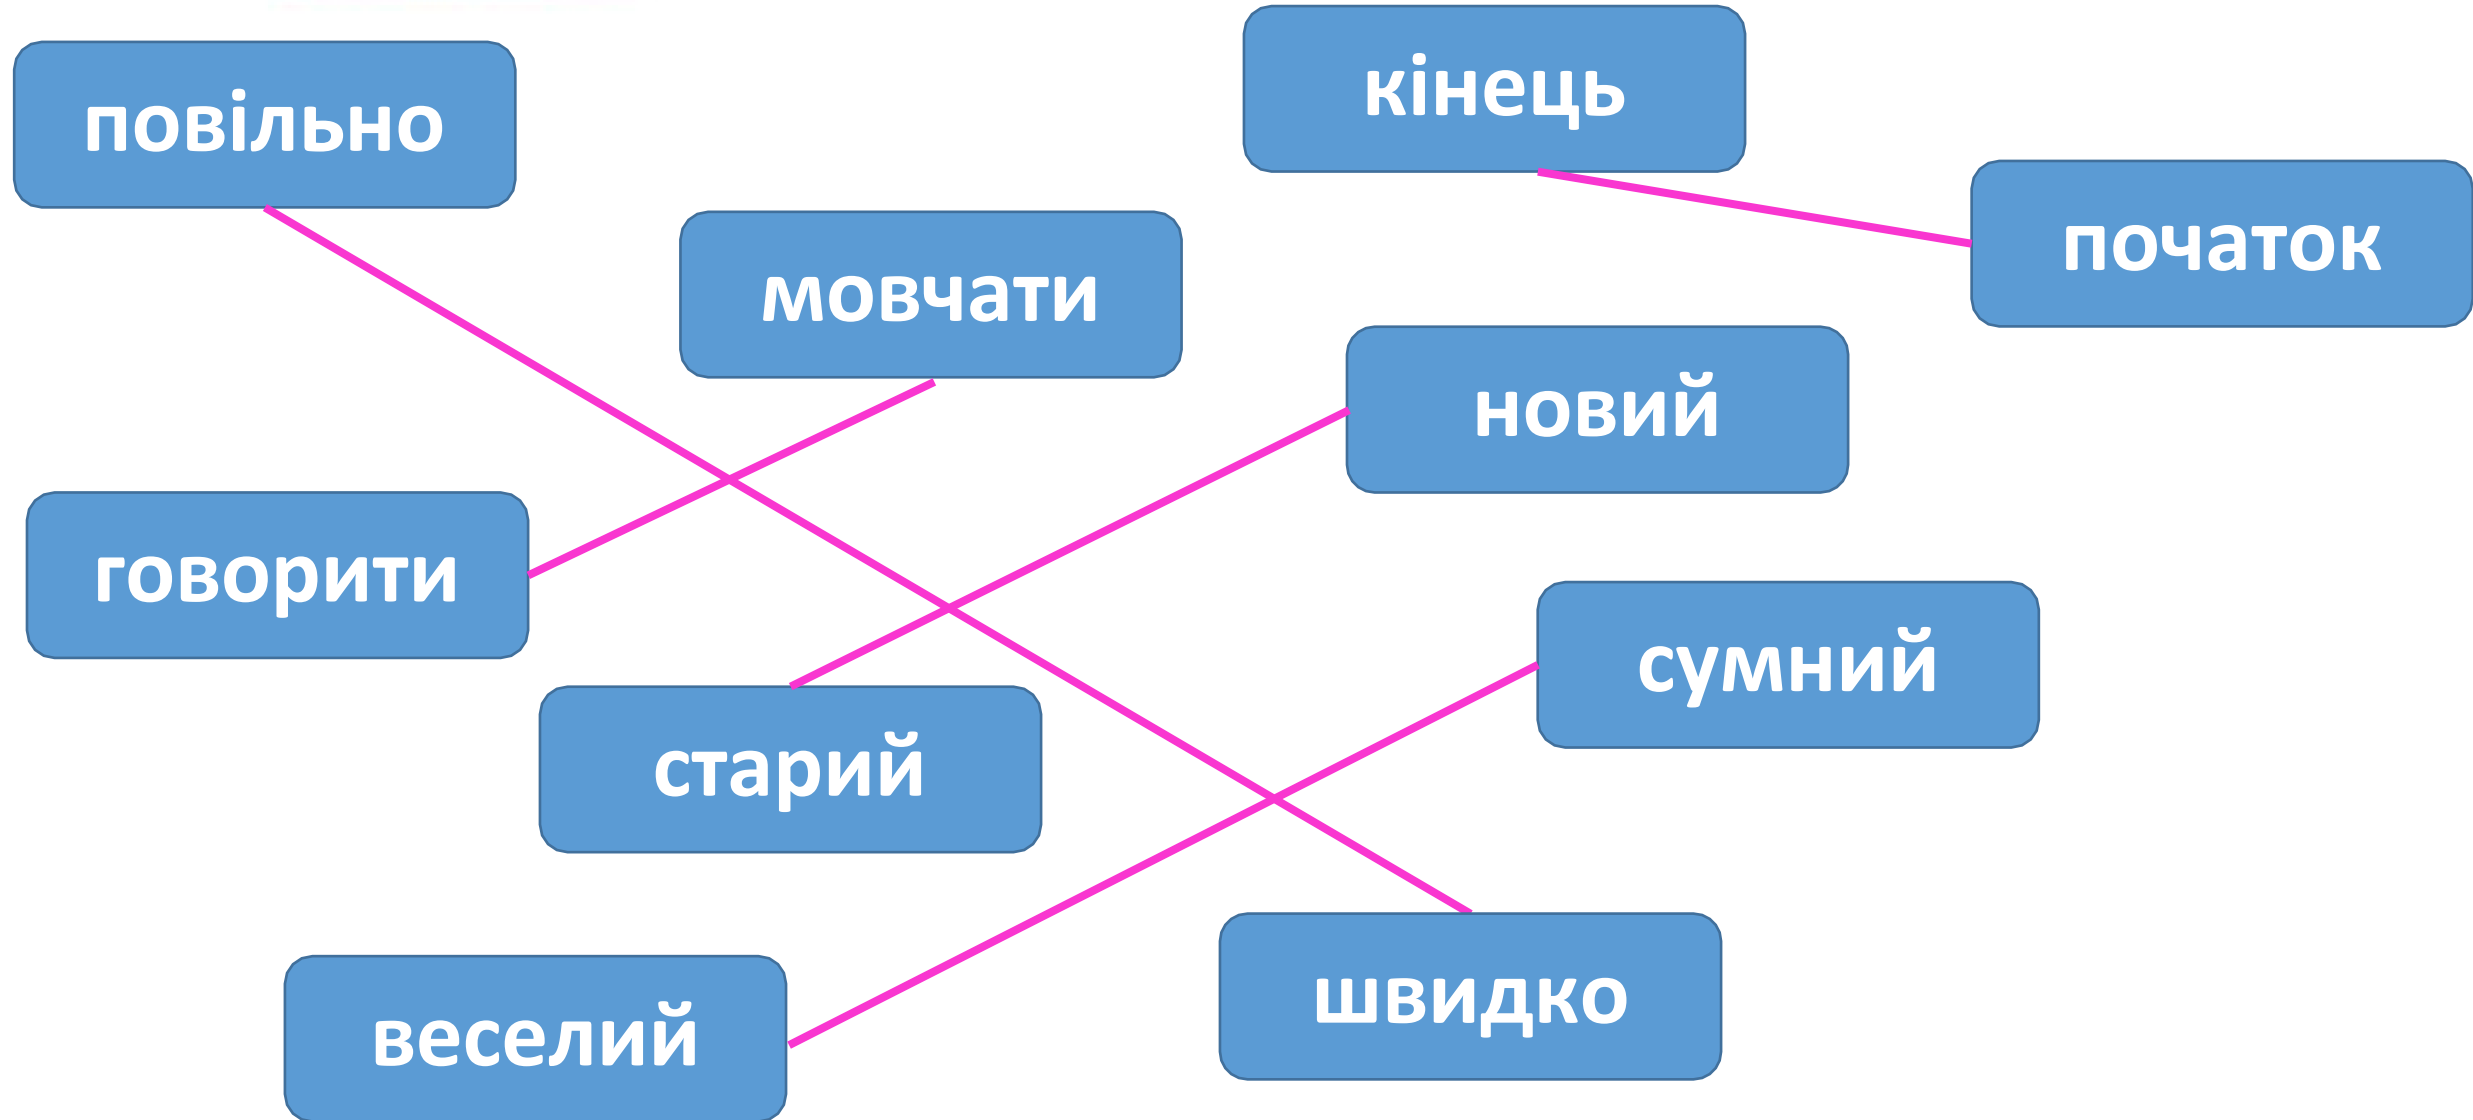 повільно
кінець
початок
мовчати
новий
говорити
сумний
старий
швидко
веселий